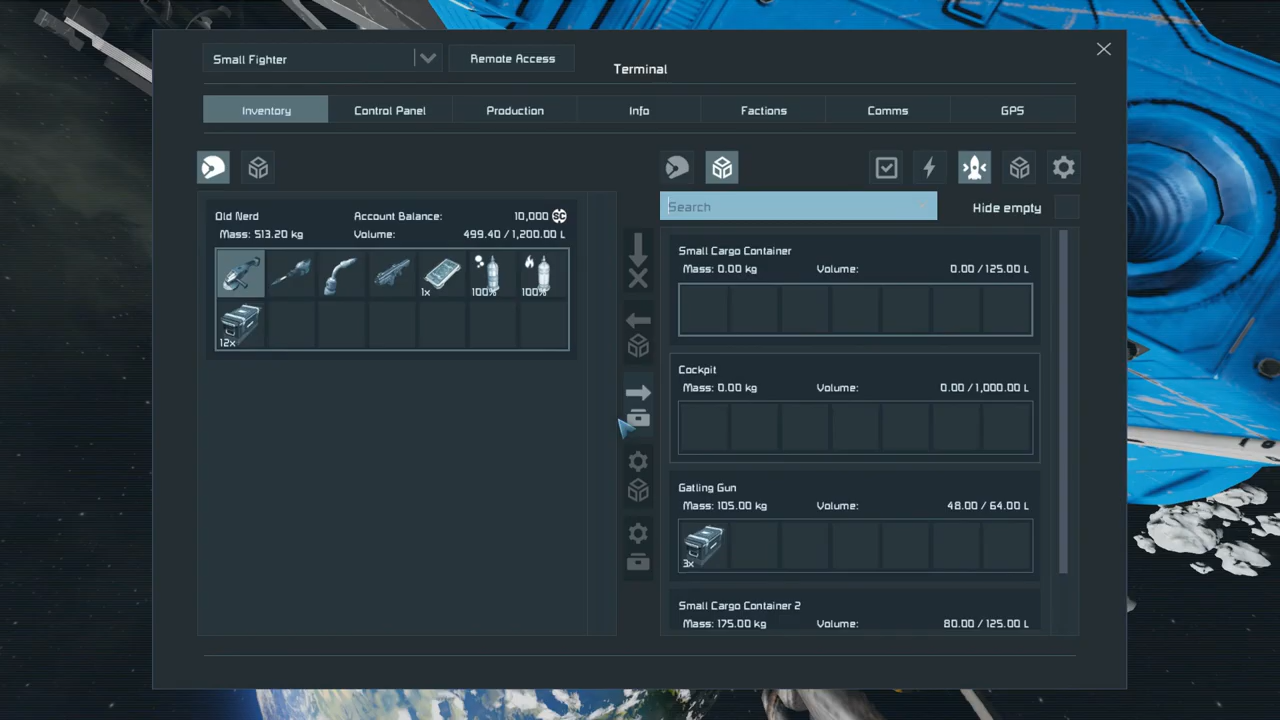 Small Fighter
Remote Access
Terminal
Inventory
Control Panel
Production
Info
Factions
Comms
GPS
Old Nerd
Account Balance: 10,000 SC
Mass: 513.20 kg
Volume: 499.40 / 1,200.00 L
1x
100%
100%
12x
Search
Hide empty
Small Cargo Container
Mass: 0.00 kg
Volume: 0.00 / 125.00 L
Cockpit
Mass: 0.00 kg
Volume: 0.00 / 1,000.00 L
Gatling Gun
Mass: 105.00 kg
Volume: 48.00 / 64.00 L
3x
Small Cargo Container 2
Mass: 175.00 kg
Volume: 80.00 / 125.00 L